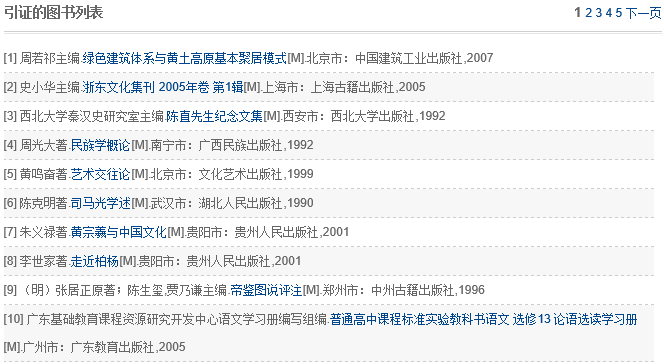 引证的图书列表
1 2 3 4 5 下一页
[1] 周若祁主编.绿色建筑体系与黄土高原基本聚居模式[M].北京市：中国建筑工业出版社,2007
[2] 史小华主编.浙东文化集刊 2005年卷 第1辑[M].上海市：上海古籍出版社,2005
[3] 西北大学秦汉史研究室主编.陈直先生纪念文集[M].西安市：西北大学出版社,1992
[4] 周光大著.民族学概论[M].南宁市：广西民族出版社,1992
[5] 黄鸣奋著.艺术交往论[M].北京市：文化艺术出版社,1999
[6] 陈克明著.司马光学述[M].武汉市：湖北人民出版社,1990
[7] 朱义禄著.黄宗羲与中国文化[M].贵阳市：贵州人民出版社,2001
[8] 李世家著.走近柏杨[M].贵阳市：贵州人民出版社,2001
[9] （明）张居正原著；陈生玺,贾乃谦主编.帝鉴图说评注[M].郑州市：中州古籍出版社,1996
[10] 广东基础教育课程资源研究开发中心语文学习册编写组编.普通高中课程标准实验教科书语文 选修13 论语选读学习册
[M].广州市：广东教育出版社,2005